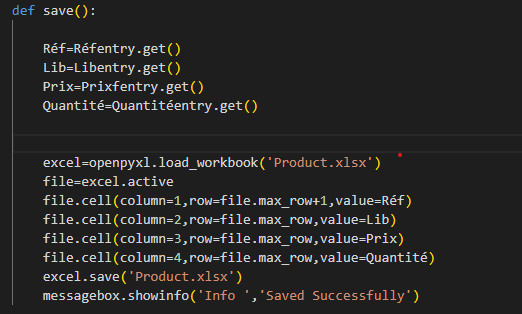 def save():
Réf=Réfentry.get()
Lib=Libentry.get()
Prix=Prixfentry.get()
Quantité=Quantitéentry.get()
excel=openpyxl.load_workbook('Product.xlsx')
file=excel.active
file.cell(column=1,row=file.max_row+1,value=Réf)
file.cell(column=2,row=file.max_row,value=Lib)
file.cell(column=3,row=file.max_row,value=Prix)
file.cell(column=4,row=file.max_row,value=Quantité)
excel.save('Product.xlsx')
messagebox.showinfo('Info ','Saved Successfully')